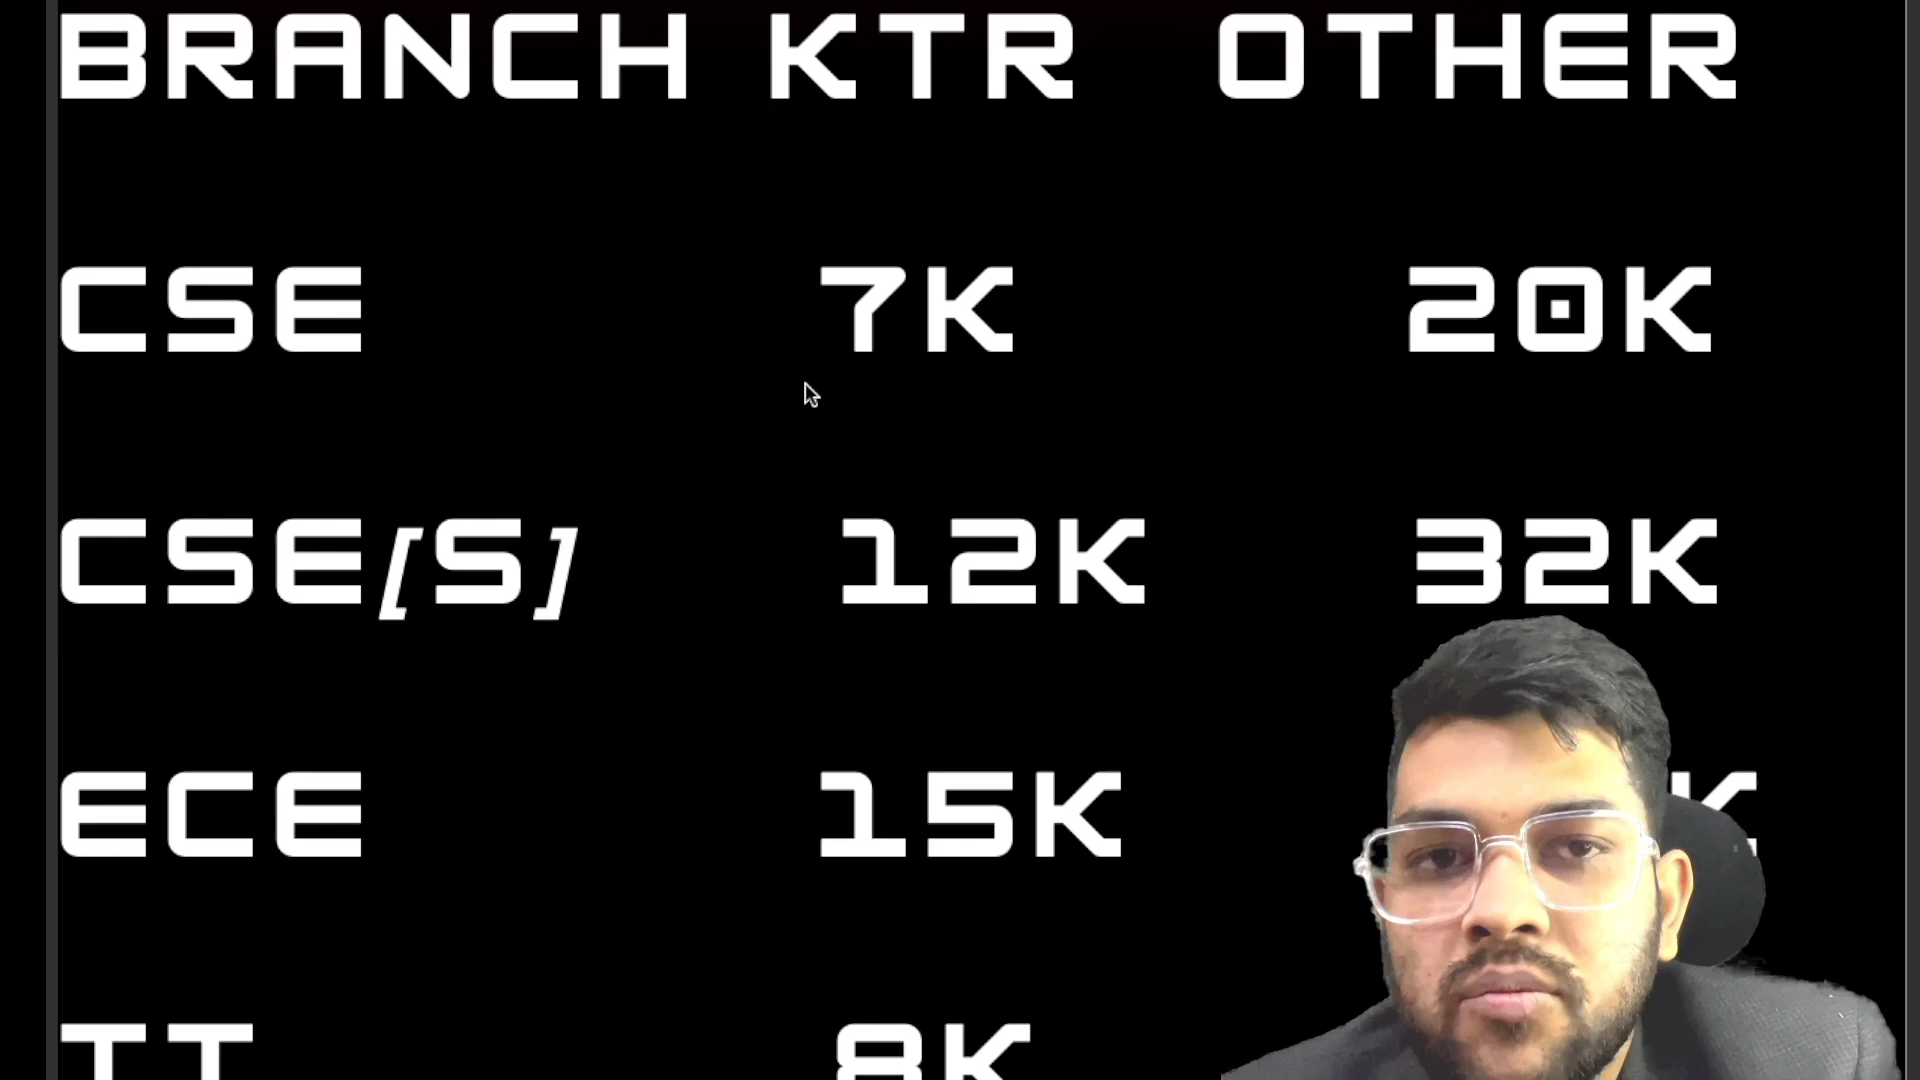 BRANCH KTR OTHER
CSE 7K 20K
CSE[S] 12K 32K
ECE 15K K
IT 8K